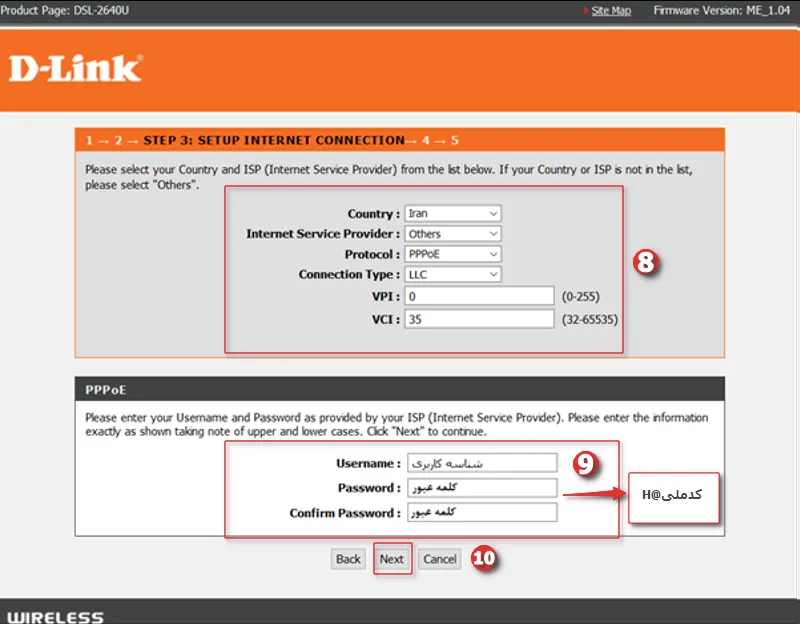 Product Page: DSL-2640U Site Map Firmware Version: ME_1.04
D-Link
1 → 2 → STEP 3: SETUP INTERNET CONNECTION→ 4 → 5
Please select your Country and ISP (Internet Service Provider) from the list below. If your Country or ISP is not in the list,
please select "Others".
Country : Iran
Internet Service Provider : Others
Protocol : PPPoE
Connection Type : LLC
VPI : 0 (0-255)
VCI : 35 (32-65535)
8
PPPoE
Please enter your Username and Password as provided by your ISP (Internet Service Provider). Please enter the information
exactly as shown taking note of upper and lower cases. Click "Next" to continue.
Username : شناسه کاربری
9
Password : کلمه عبور
H@کدملی
Confirm Password : کلمه عبور
Back Next Cancel 10
WIRELESS